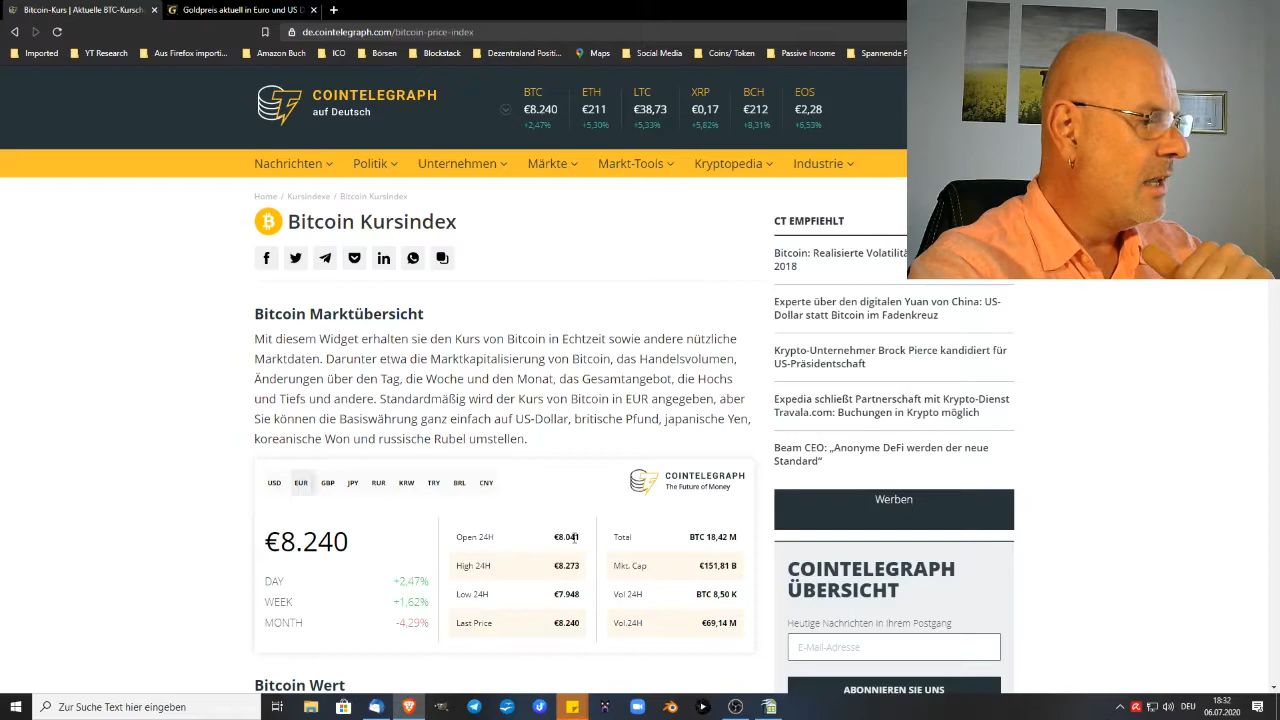 Bitcoin-Kurs | Aktuelle BTC-Kursch
Goldpreis aktuell in Euro und US D
de.cointelegraph.com/bitcoin-price-index
Imported
YT Research
Aus Firefox importi...
Bitcoin Seiten
ICO
Börsen
Blockstack
Dezentraland Positi...
Maps
Social Media
Coins/ Token
Spannende P
COINTELEGRAPH
auf Deutsch
BTC ETH LTC XRP BCH EOS
€8.240 €211 €38,73 €0,17 €212 €2,28
+2,47% +5,30% +5,33% +5,82% +8,31% +6,53%
Nachrichten Politik Unternehmen Märkte Markt-Tools Kryptopedia Industrie
Home / Kursindexe / Bitcoin Kursindex
Bitcoin Kursindex
Bitcoin Marktübersicht
Mit diesem Widget erhalten sie den Kurs von Bitcoin in Echtzeit sowie andere nützliche
Marktdaten. Darunter etwa die Marktkapitalisierung von Bitcoin, das Handelsvolumen,
Änderungen über den Tag, die Woche und den Monat, das Gesamtangebot, die Hochs
und Tiefs und Basiswährung. Standardmäßig wird der Kurs von Bitcoin in EUR angegeben, aber
Sie können die Basiswährung ganz einfach auf US-Dollar, britische Pfund, japanische Yen,
koreanische Won und russische Rubel umstellen.
USD EUR GBP JPY RUR KRW TRY BRL CNY
COINTELEGRAPH
The Future of Money
€8.240
DAY +2,47%
WEEK +1,62%
MONTH -4,29%
Open 24H €8.041
High 24H €8.273
Low 24H €7.948
Last Price €8.240
Total BTC 18,42 M
Mkt. Cap €151,81 B
Vol 24H BTC 8,50 K
Vol.24H €69,14 M
Bitcoin Wert
CT EMPFIEHLT
Bitcoin: Realisierte Volatilitä
2018
Experte über den digitalen Yuan von China: US-
Dollar statt Bitcoin im Fadenkreuz
Krypto-Unternehmer Brock Pierce kandidiert für
US-Präsidentschaft
Expedia schließt Partnerschaft mit Krypto-Dienst
Travala.com: Buchungen in Krypto möglich
Beam CEO: „Anonyme DeFi werden der neue
Standard“
Werben
COINTELEGRAPH
ÜBERSICHT
Heutige Nachrichten in Ihrem Postgang
E-Mail-Adresse
ABONNIEREN SIE UNS
Zur Suche Text hier eingeben
DEU
18:32
06.07.2020